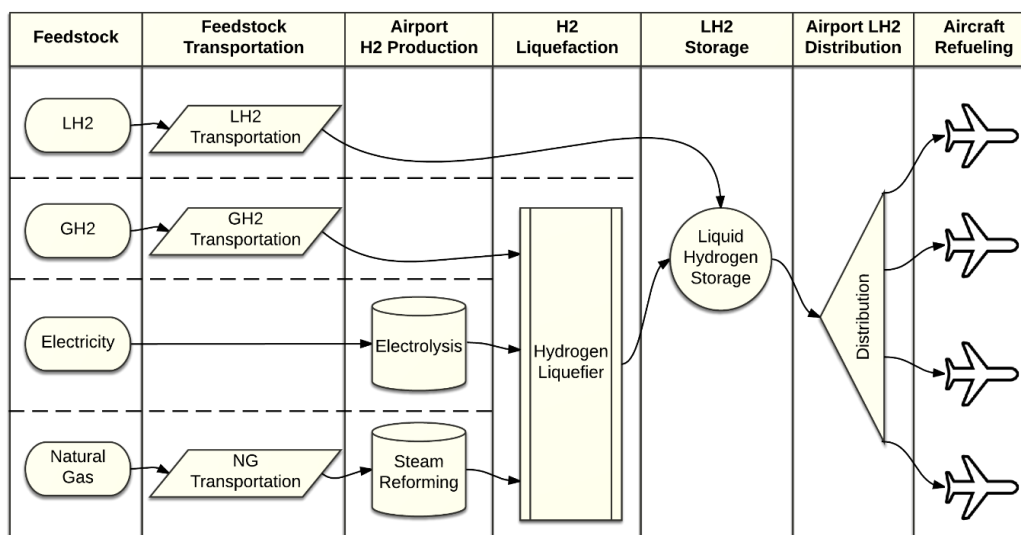 Feedstock
Feedstock
Transportation
Airport
H2 Production
H2
Liquefaction
LH2
Storage
Airport LH2
Distribution
Aircraft
Refueling
LH2
LH2
Transportation
GH2
GH2
Transportation
Liquid
Hydrogen
Storage
Electricity
Electrolysis
Hydrogen
Liquefier
Distribution
Natural
Gas
NG
Transportation
Steam
Reforming